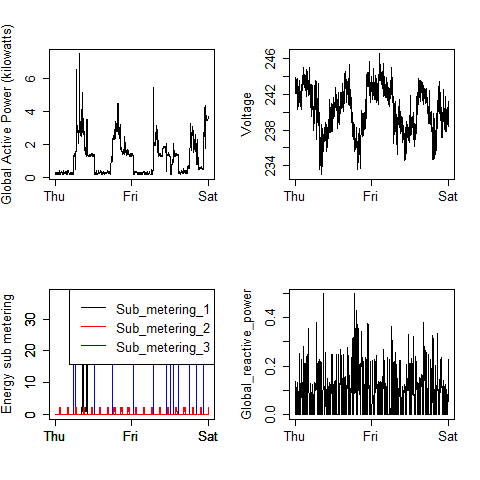 Global Active Power (kilowatts)
0 2 4 6
Thu Fri Sat
Voltage
234 238 242 246
Thu Fri Sat
Energy sub metering
0 10 20 30
Sub_metering_1
Sub_metering_2
Sub_metering_3
Thu Fri Sat
Global_reactive_power
0.0 0.2 0.4
Thu Fri Sat